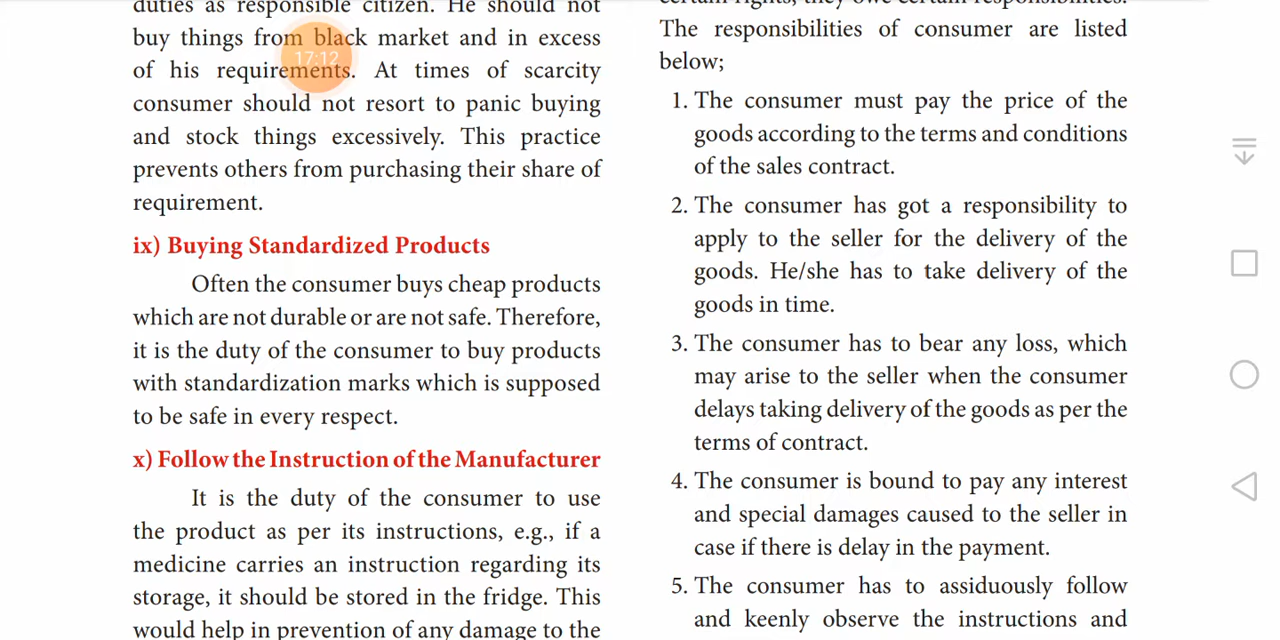 duties as responsible citizen. He should not
buy things from black market and in excess
of his requirements. At times of scarcity
consumer should not resort to panic buying
and stock things excessively. This practice
prevents others from purchasing their share of
requirement.
ix) Buying Standardized Products
Often the consumer buys cheap products
which are not durable or are not safe. Therefore,
it is the duty of the consumer to buy products
with standardization marks which is supposed
to be safe in every respect.
x) Follow the Instruction of the Manufacturer
It is the duty of the consumer to use
the product as per its instructions, e.g., if a
medicine carries an instruction regarding its
storage, it should be stored in the fridge. This
would help in prevention of any damage to the
certain rights, they owe certain responsibilities.
The responsibilities of consumer are listed
below;
1. The consumer must pay the price of the
goods according to the terms and conditions
of the sales contract.
2. The consumer has got a responsibility to
apply to the seller for the delivery of the
goods. He/she has to take delivery of the
goods in time.
3. The consumer has to bear any loss, which
may arise to the seller when the consumer
delays taking delivery of the goods as per the
terms of contract.
4. The consumer is bound to pay any interest
and special damages caused to the seller in
case if there is delay in the payment.
5. The consumer has to assiduously follow
and keenly observe the instructions and
17:12